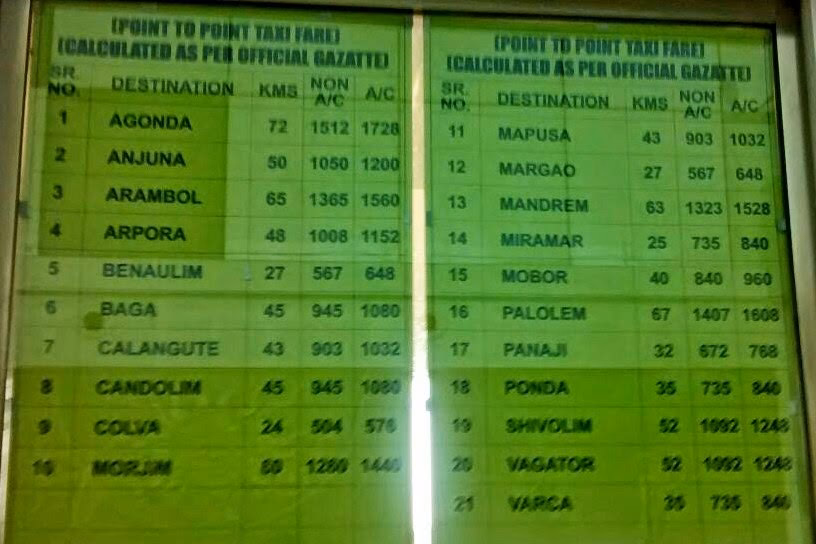 (POINT TO POINT TAXI FARE)
(CALCULATED AS PER OFFICIAL GAZATTE)
SR. NO. DESTINATION KMS NON A/C A/C
1 AGONDA 72 1512 1728
2 ANJUNA 50 1050 1200
3 ARAMBOL 65 1365 1560
4 ARPORA 48 1008 1152
5 BENAULIM 27 567 648
6 BAGA 45 945 1080
7 CALANGUTE 43 903 1032
8 CANDOLIM 45 945 1080
9 COLVA 24 504 576
10 MORJIM 60 1260 1440
(POINT TO POINT TAXI FARE)
(CALCULATED AS PER OFFICIAL GAZATTE)
SR. NO. DESTINATION KMS NON A/C A/C
11 MAPUSA 43 903 1032
12 MARGAO 27 567 648
13 MANDREM 63 1323 1528
14 MIRAMAR 25 735 840
15 MOBOR 40 840 960
16 PALOLEM 67 1407 1608
17 PANAJI 32 672 768
18 PONDA 35 735 840
19 SHIVOLIM 52 1092 1248
20 VAGATOR 52 1092 1248
21 VARCA 35 735 840